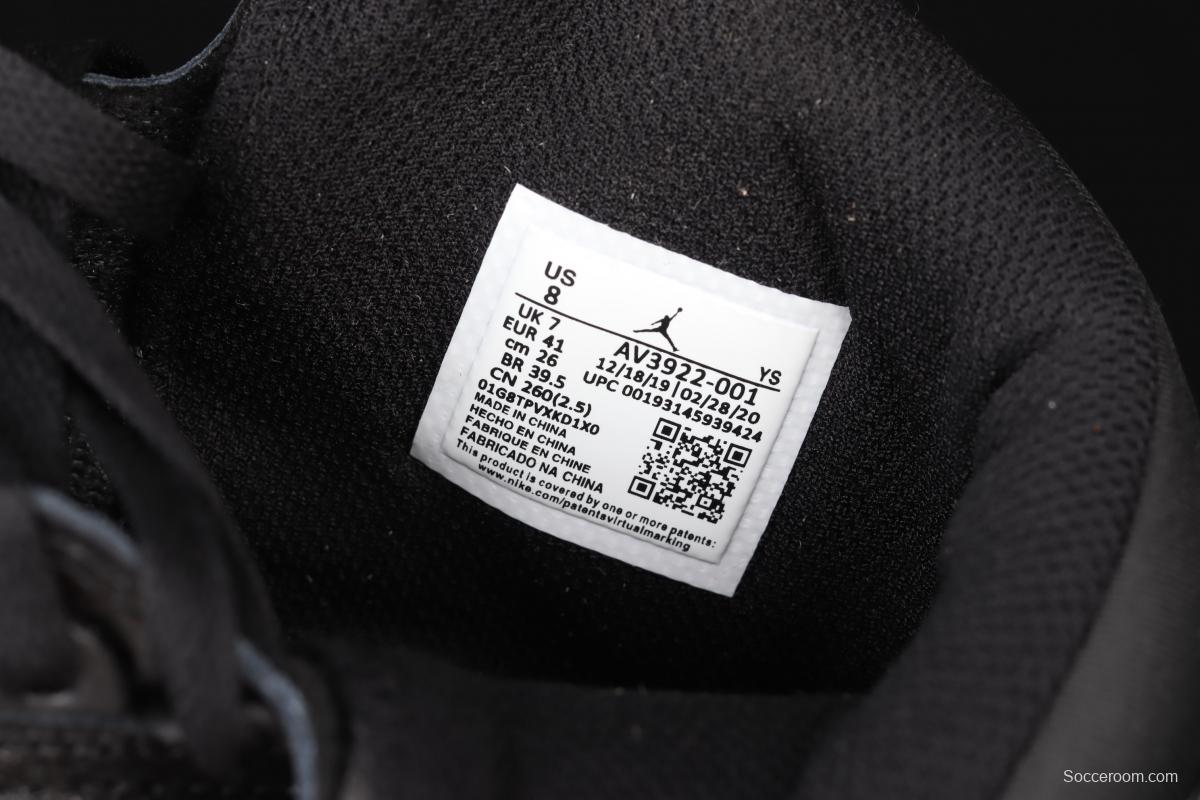 US
8
UK 7
EUR 41
cm 26
BR 39.5
CN 260(2.5)
01G8TPVXKD1X0
MADE IN CHINA
HECHO EN CHINA
FABRIQUE EN CHINE
FABRICADO NA CHINA
This product is covered by one or more patents:
www.nike.com/patentsvirtualmarking
YS
AV3922-001
12/18/19|02/28/20
UPC 00193145939424
Socceroom.com